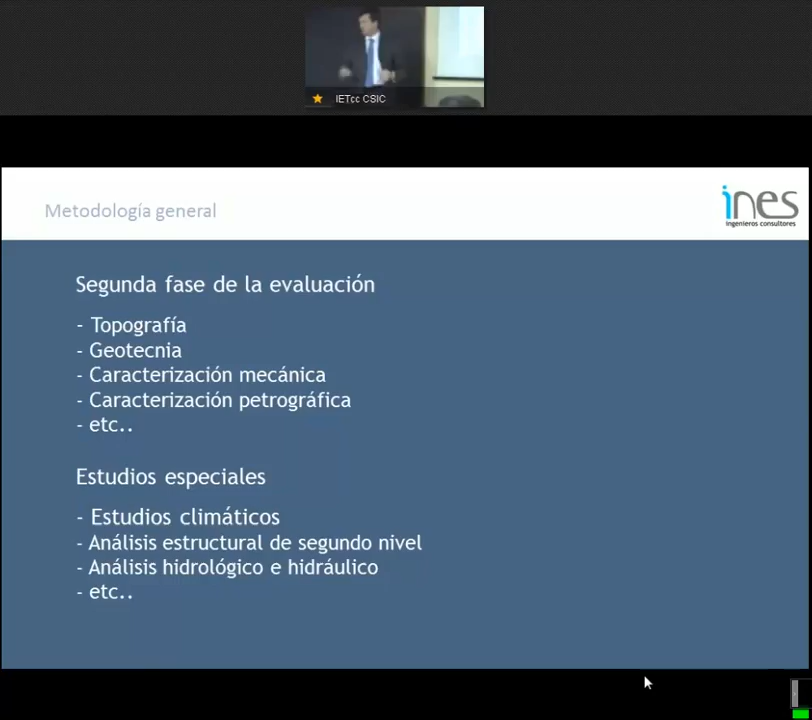 IETcc CSIC
Metodología general
ines
ingenieros consultores
Segunda fase de la evaluación
- Topografía
- Geotecnia
- Caracterización mecánica
- Caracterización petrográfica
- etc..
Estudios especiales
- Estudios climáticos
- Análisis estructural de segundo nivel
- Análisis hidrológico e hidráulico
- etc..